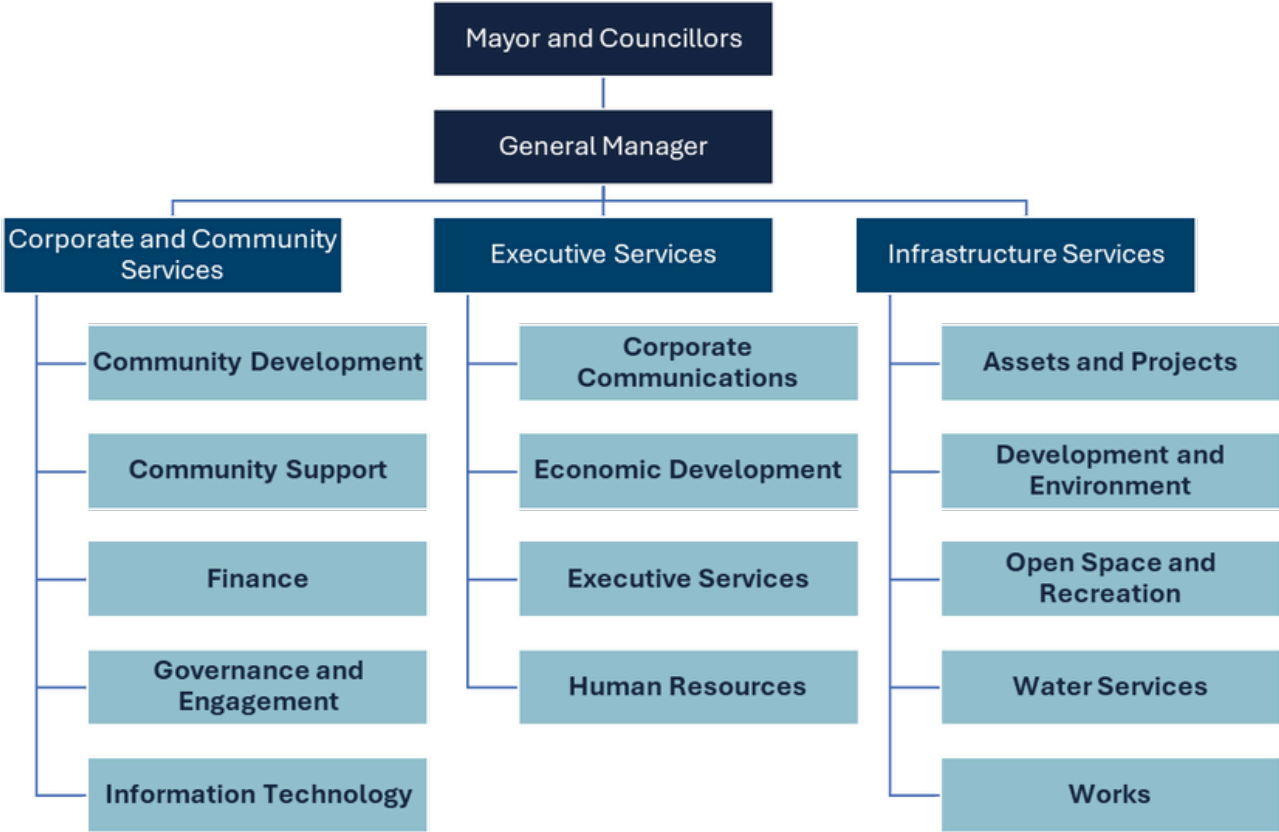 Mayor and Councillors
General Manager
Corporate and Community
Services
Executive Services
Infrastructure Services
Community Development
Community Support
Finance
Governance and
Engagement
Information Technology
Corporate
Communications
Economic Development
Executive Services
Human Resources
Assets and Projects
Development and
Environment
Open Space and
Recreation
Water Services
Works